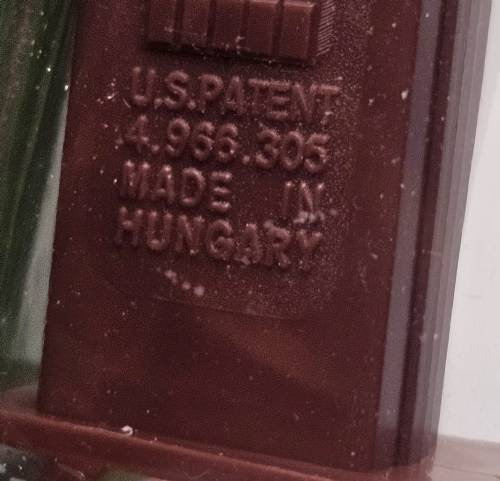 U.S.PATENT
4.966.305
MADE IN
HUNGARY